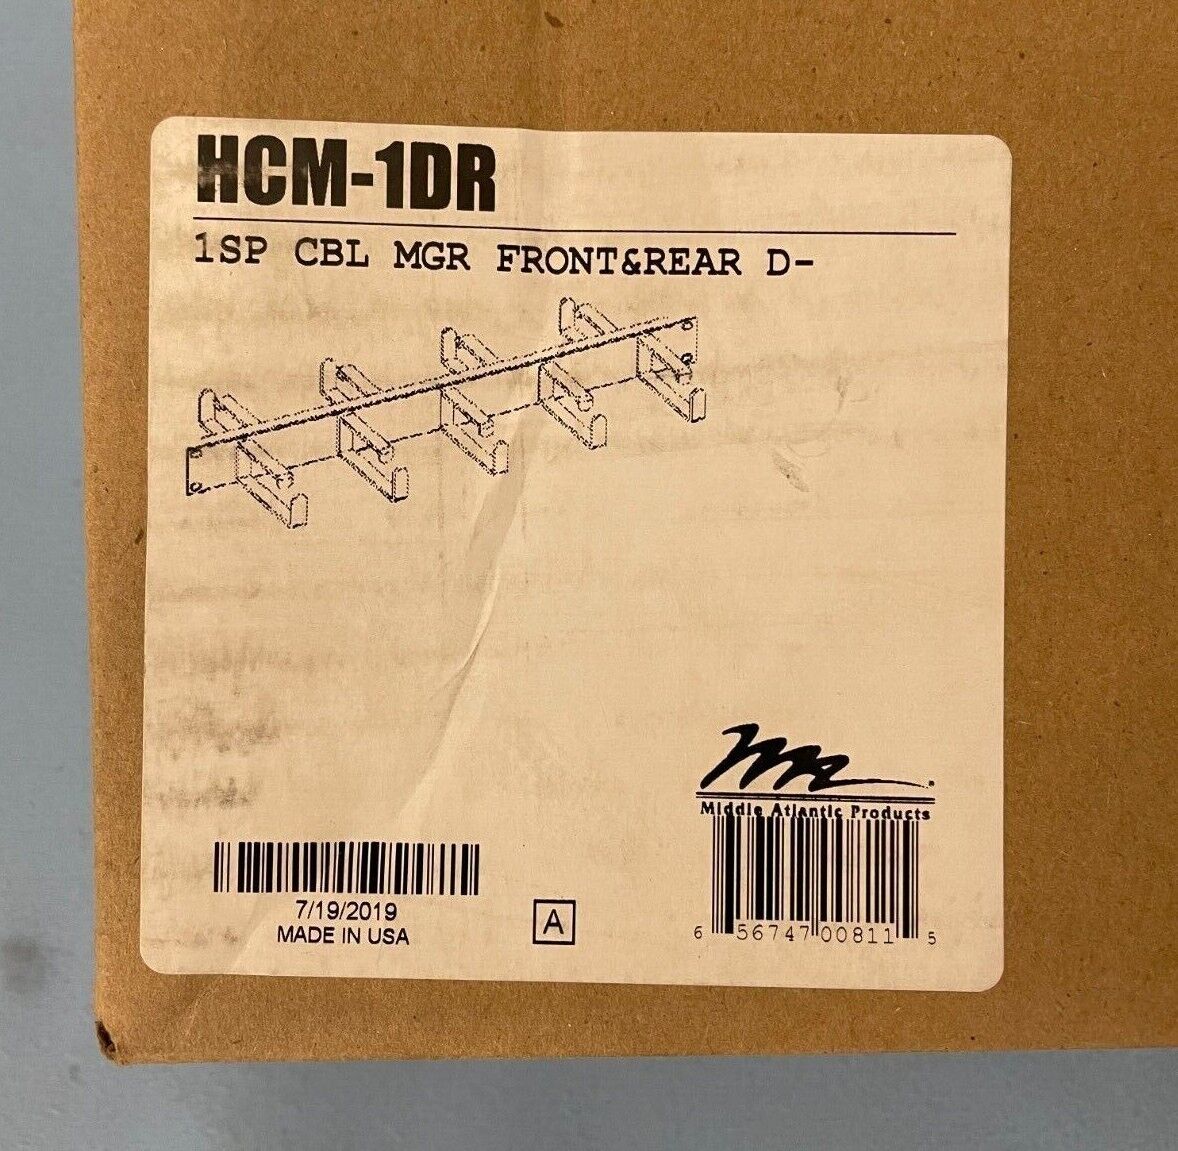 HCM-1DR
1SP CBL MGR FRONT&REAR D-
Middle Atlantic Products
7/19/2019
MADE IN USA
A
6 56747 00811 5